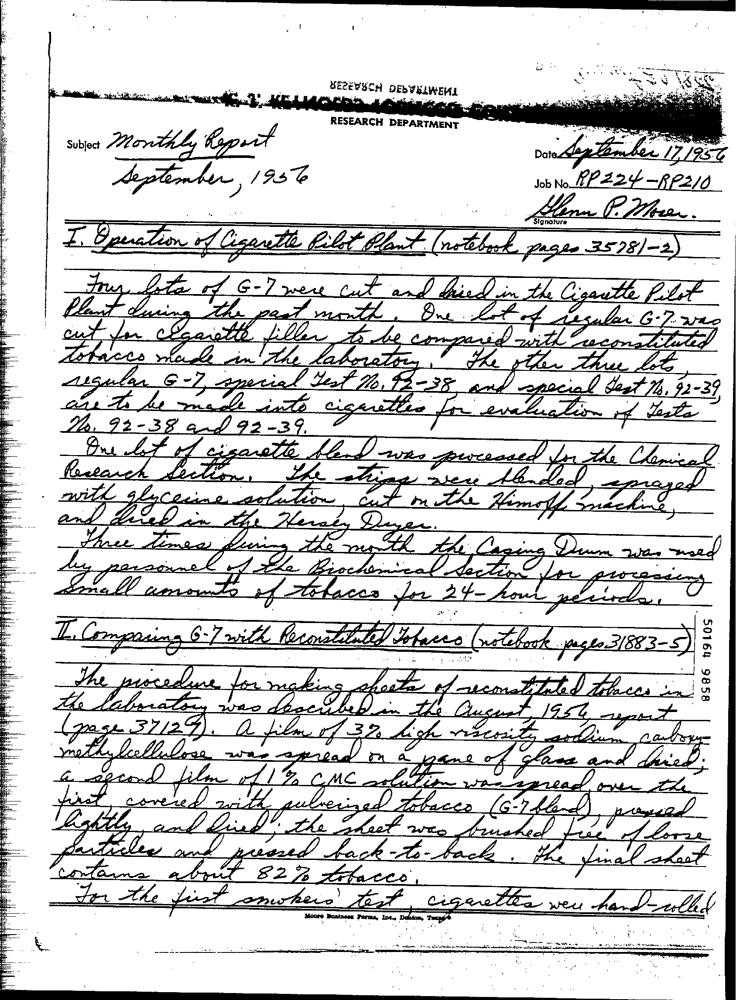 RESEARCH DEPARTMENT
RESEARCH DEPARTMENT
Subject Monthly Report
September, 1956
Date September 17, 1956
Job No. RP224-RP210
Glenn P. Moser.
Signature
I. Operation of Cigarette Pilot Plant (notebook pages 35781-2)
Four lots of G-7 were cut and dried in the Cigarette Pilot
Plant during the past month. One lot of regular G-7 was
cut for cigarette filler to be compared with reconstituted
tobacco made in the laboratory. The other three lots,
regular G-7, special Test No. 92-38 and special Test No. 92-39,
are to be made into cigarettes for evaluation of Tests
No. 92-38 and 92-39.
One lot of cigarette blend was processed for the Chemical
Research Section. The strips were blended, sprayed
with glycerine solution, cut on the Himoff machine,
and dried in the Hersey Dryer.
Three times during the month the Casing Drum was used
by personnel of the Biochemical Section for processing
small amounts of tobacco for 24-hour periods.
II. Comparing G-7 with Reconstituted Tobacco (notebook pages 31883-5)
The procedure for making sheets of reconstituted tobacco in
the laboratory was described in the August, 1956, report
(page 37129). A film of 3% high viscosity sodium carboxy-
methylcellulose was spread on a pane of glass and dried;
a second film of 1% CMC solution was spread over the
first, covered with pulverized tobacco (G-7 blend), pressed
lightly, and dried; the sheet was brushed free of loose
particles and pressed back-to-back. The final sheet
contains about 82% tobacco.
For the first smokers' test, cigarettes were hand-rolled
Moore Business Forms, Inc., Denton, Texas
50164 9858